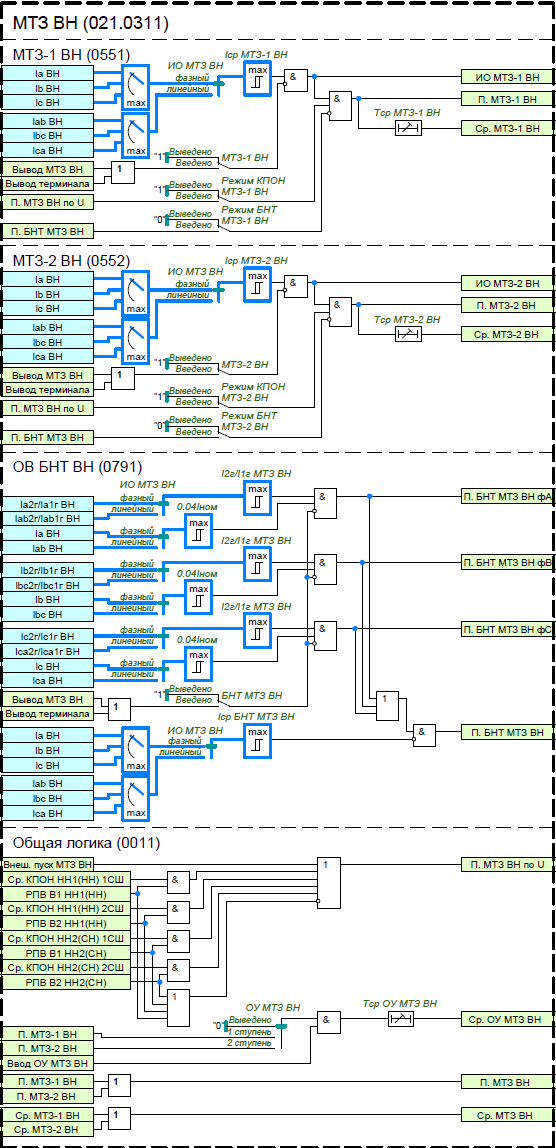 МТЗ ВН (021.0311)
МТЗ-1 ВН (0551)
Ia ВН
Ib ВН
Ic ВН
Iab ВН
Ibc ВН
Ica ВН
max
max
ИО МТЗ ВН
фазный
линейный
Iср МТЗ-1 ВН
max
&
&
ИО МТЗ-1 ВН
П. МТЗ-1 ВН
Тср МТЗ-1 ВН
Ср. МТЗ-1 ВН
Вывод МТЗ ВН
Вывод терминала
1
"1"
Выведено
Введено
МТЗ-1 ВН
П. МТЗ ВН по U
"1"
Выведено
Введено
Режим КПОН
МТЗ-1 ВН
П. БНТ МТЗ ВН
"0"
Выведено
Введено
Режим БНТ
МТЗ-1 ВН
МТЗ-2 ВН (0552)
Ia ВН
Ib ВН
Ic ВН
Iab ВН
Ibc ВН
Ica ВН
max
max
ИО МТЗ ВН
фазный
линейный
Iср МТЗ-2 ВН
max
&
&
ИО МТЗ-2 ВН
П. МТЗ-2 ВН
Тср МТЗ-2 ВН
Ср. МТЗ-2 ВН
Вывод МТЗ ВН
Вывод терминала
1
"1"
Выведено
Введено
МТЗ-2 ВН
П. МТЗ ВН по U
"1"
Выведено
Введено
Режим КПОН
МТЗ-2 ВН
П. БНТ МТЗ ВН
"0"
Выведено
Введено
Режим БНТ
МТЗ-2 ВН
ОВ БНТ ВН (0791)
ИО МТЗ ВН
I2г/I1г МТЗ ВН
Ia2г/Ia1г ВН
Iab2г/Iab1г ВН
Ia ВН
Iab ВН
фазный
линейный
фазный
линейный
0.04Iном
max
max
&
П. БНТ МТЗ ВН фА
I2г/I1г МТЗ ВН
Ib2г/Ib1г ВН
Ibc2г/Ibc1г ВН
Ib ВН
Ibc ВН
фазный
линейный
фазный
линейный
0.04Iном
max
max
&
П. БНТ МТЗ ВН фВ
I2г/I1г МТЗ ВН
Ic2г/Ic1г ВН
Ica2г/Ica1г ВН
Ic ВН
Ica ВН
фазный
линейный
фазный
линейный
0.04Iном
max
max
&
П. БНТ МТЗ ВН фС
Вывод МТЗ ВН
Вывод терминала
1
"1"
Выведено
Введено
БНТ МТЗ ВН
1
&
П. БНТ МТЗ ВН
Ia ВН
Ib ВН
Ic ВН
Iab ВН
Ibc ВН
Ica ВН
max
max
ИО МТЗ ВН
фазный
линейный
Iср БНТ МТЗ ВН
max
Общая логика (0011)
Внеш. пуск МТЗ ВН
Ср. КПОН НН1(НН) 1СШ
РПВ В1 НН1(НН)
Ср. КПОН НН1(НН) 2СШ
РПВ В2 НН1(НН)
Ср. КПОН НН2(СН) 1СШ
РПВ В1 НН2(СН)
Ср. КПОН НН2(СН) 2СШ
РПВ В2 НН2(СН)
&
&
&
&
1
1
П. МТЗ ВН по U
ОУ МТЗ ВН
"0"
Выведено
1 ступень
2 ступень
П. МТЗ-1 ВН
П. МТЗ-2 ВН
Ввод ОУ МТЗ ВН
&
Тср ОУ МТЗ ВН
Ср. ОУ МТЗ ВН
П. МТЗ-1 ВН
П. МТЗ-2 ВН
1
П. МТЗ ВН
Ср. МТЗ-1 ВН
Ср. МТЗ-2 ВН
1
Ср. МТЗ ВН